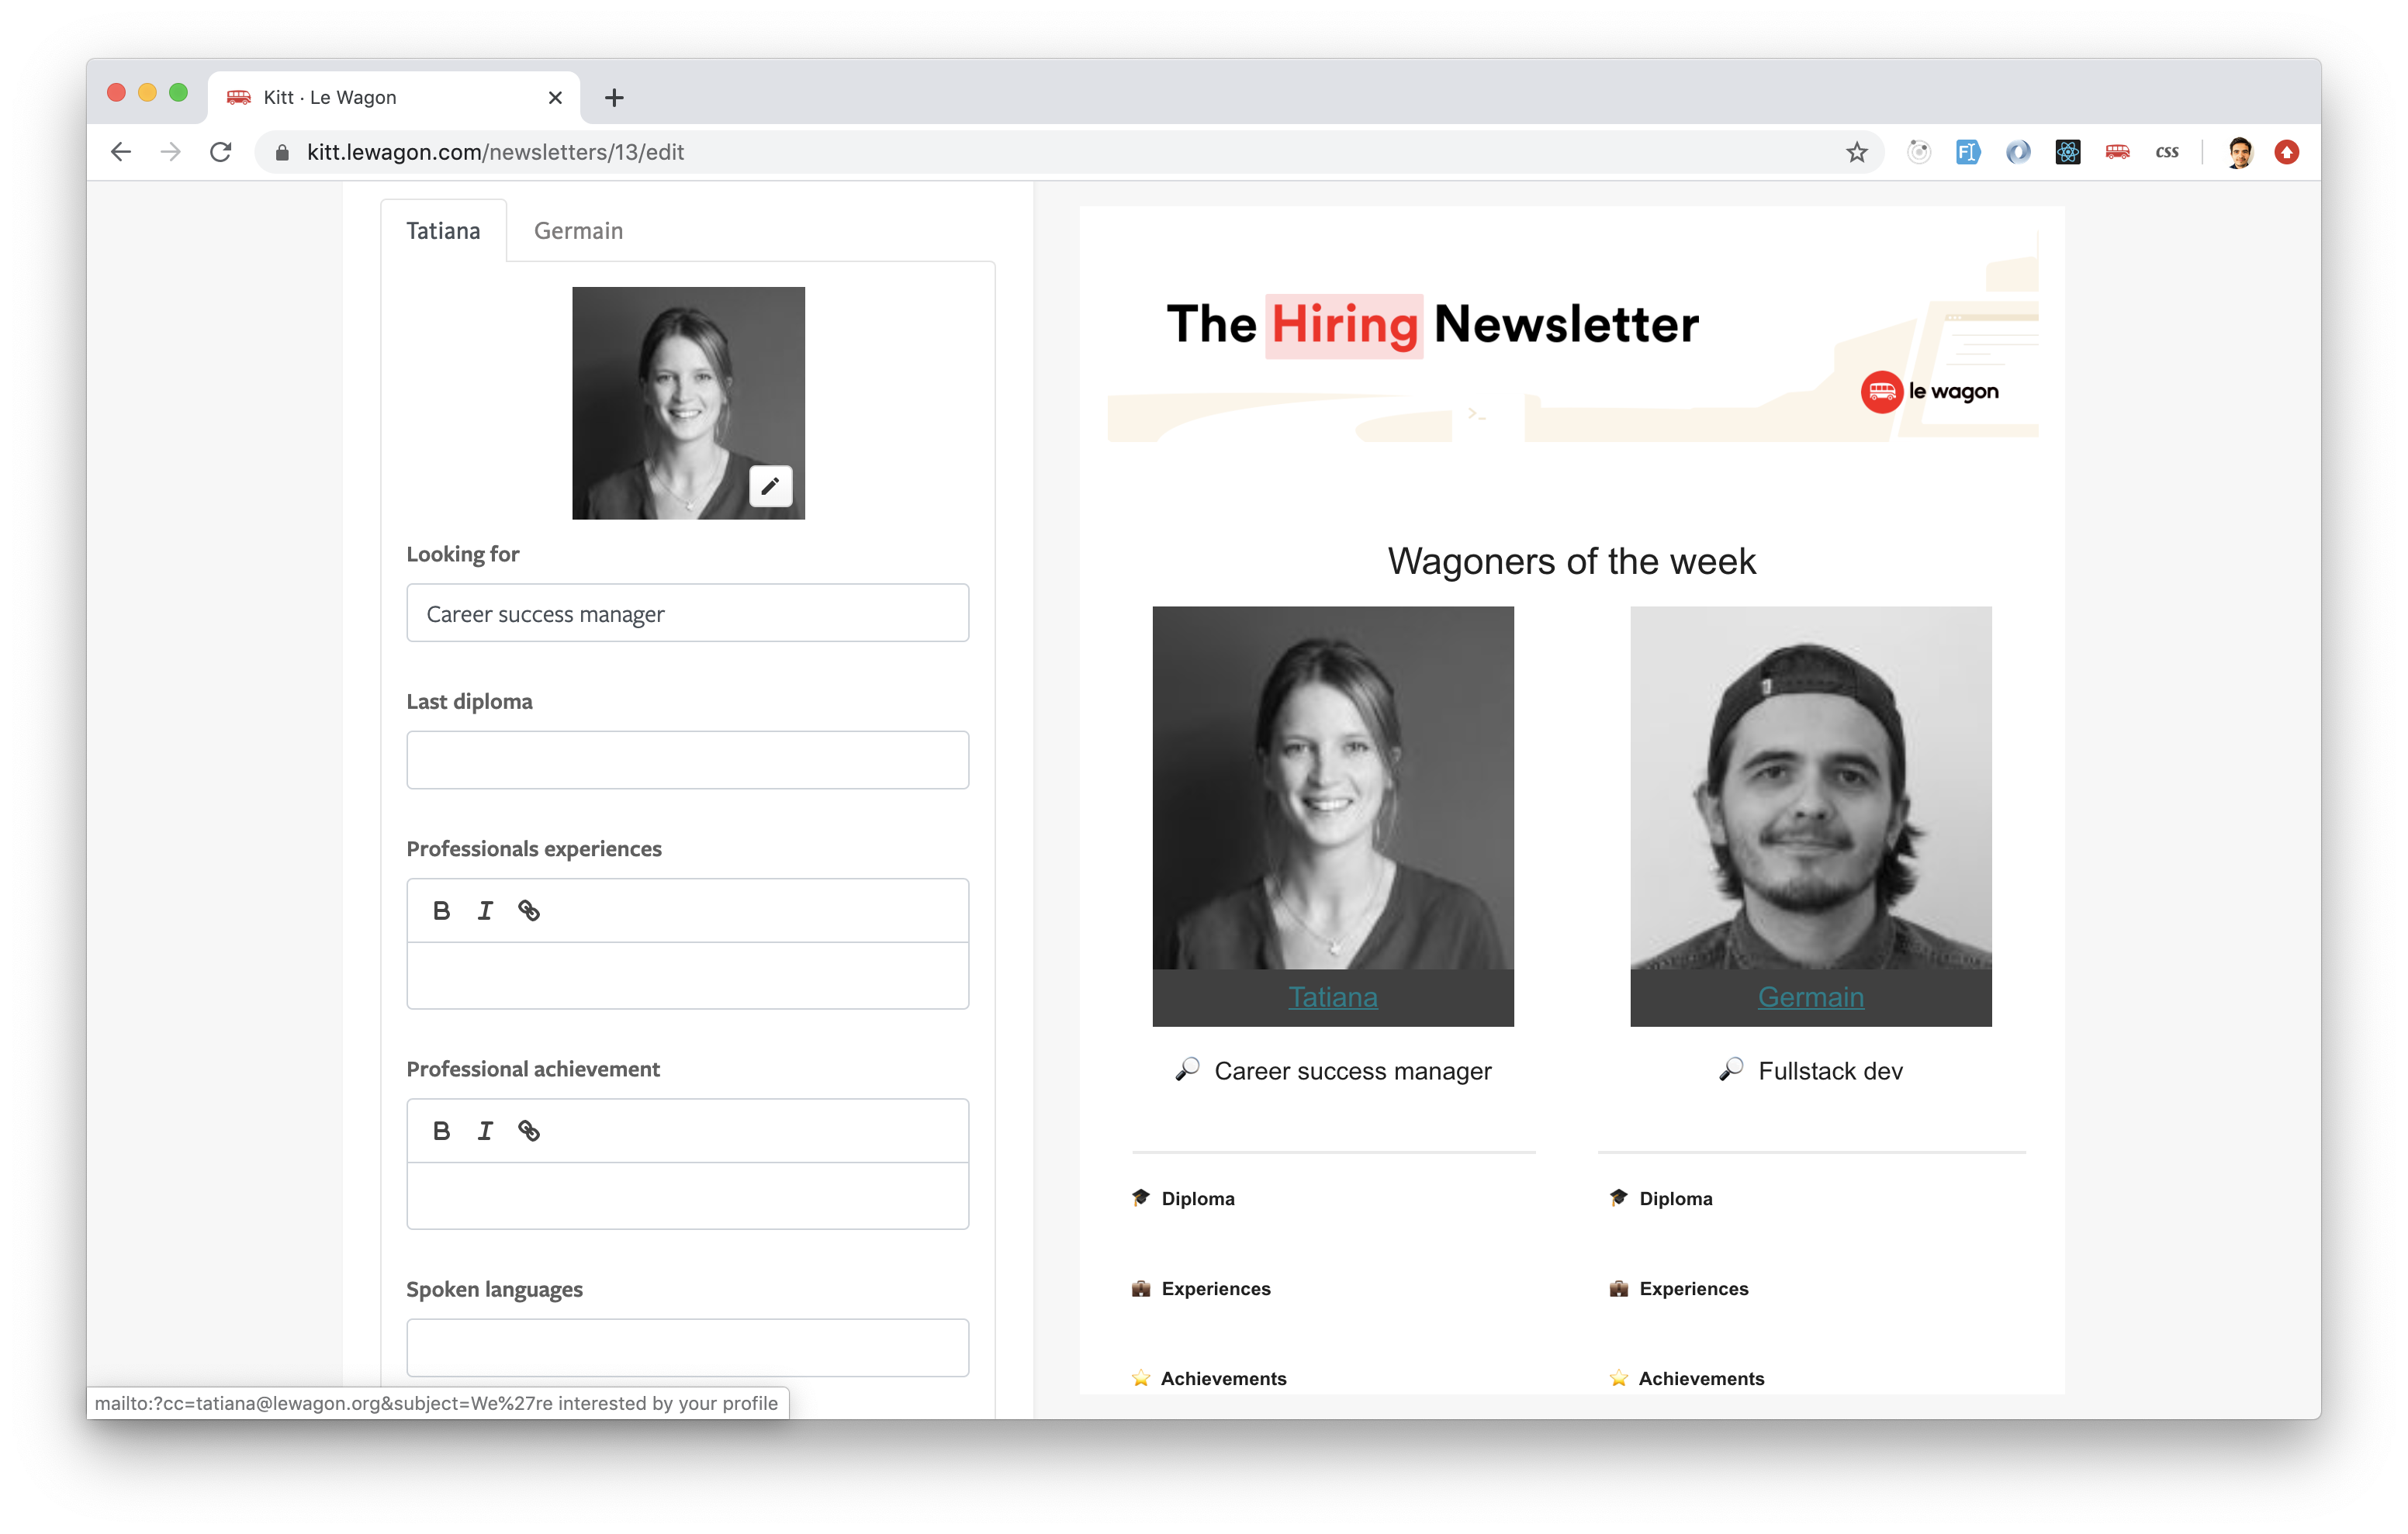 Kitt · Le Wagon
kitt.lewagon.com/newsletters/13/edit
css
Tatiana
Germain
Looking for
Career success manager
Last diploma
Professionals experiences
B I
Professional achievement
B I
Spoken languages
mailto:?cc=tatiana@lewagon.org&subject=We%27re interested by your profile
The Hiring Newsletter
>_
le wagon
Wagoners of the week
Tatiana
Germain
Career success manager
Fullstack dev
Diploma
Diploma
Experiences
Experiences
Achievements
Achievements